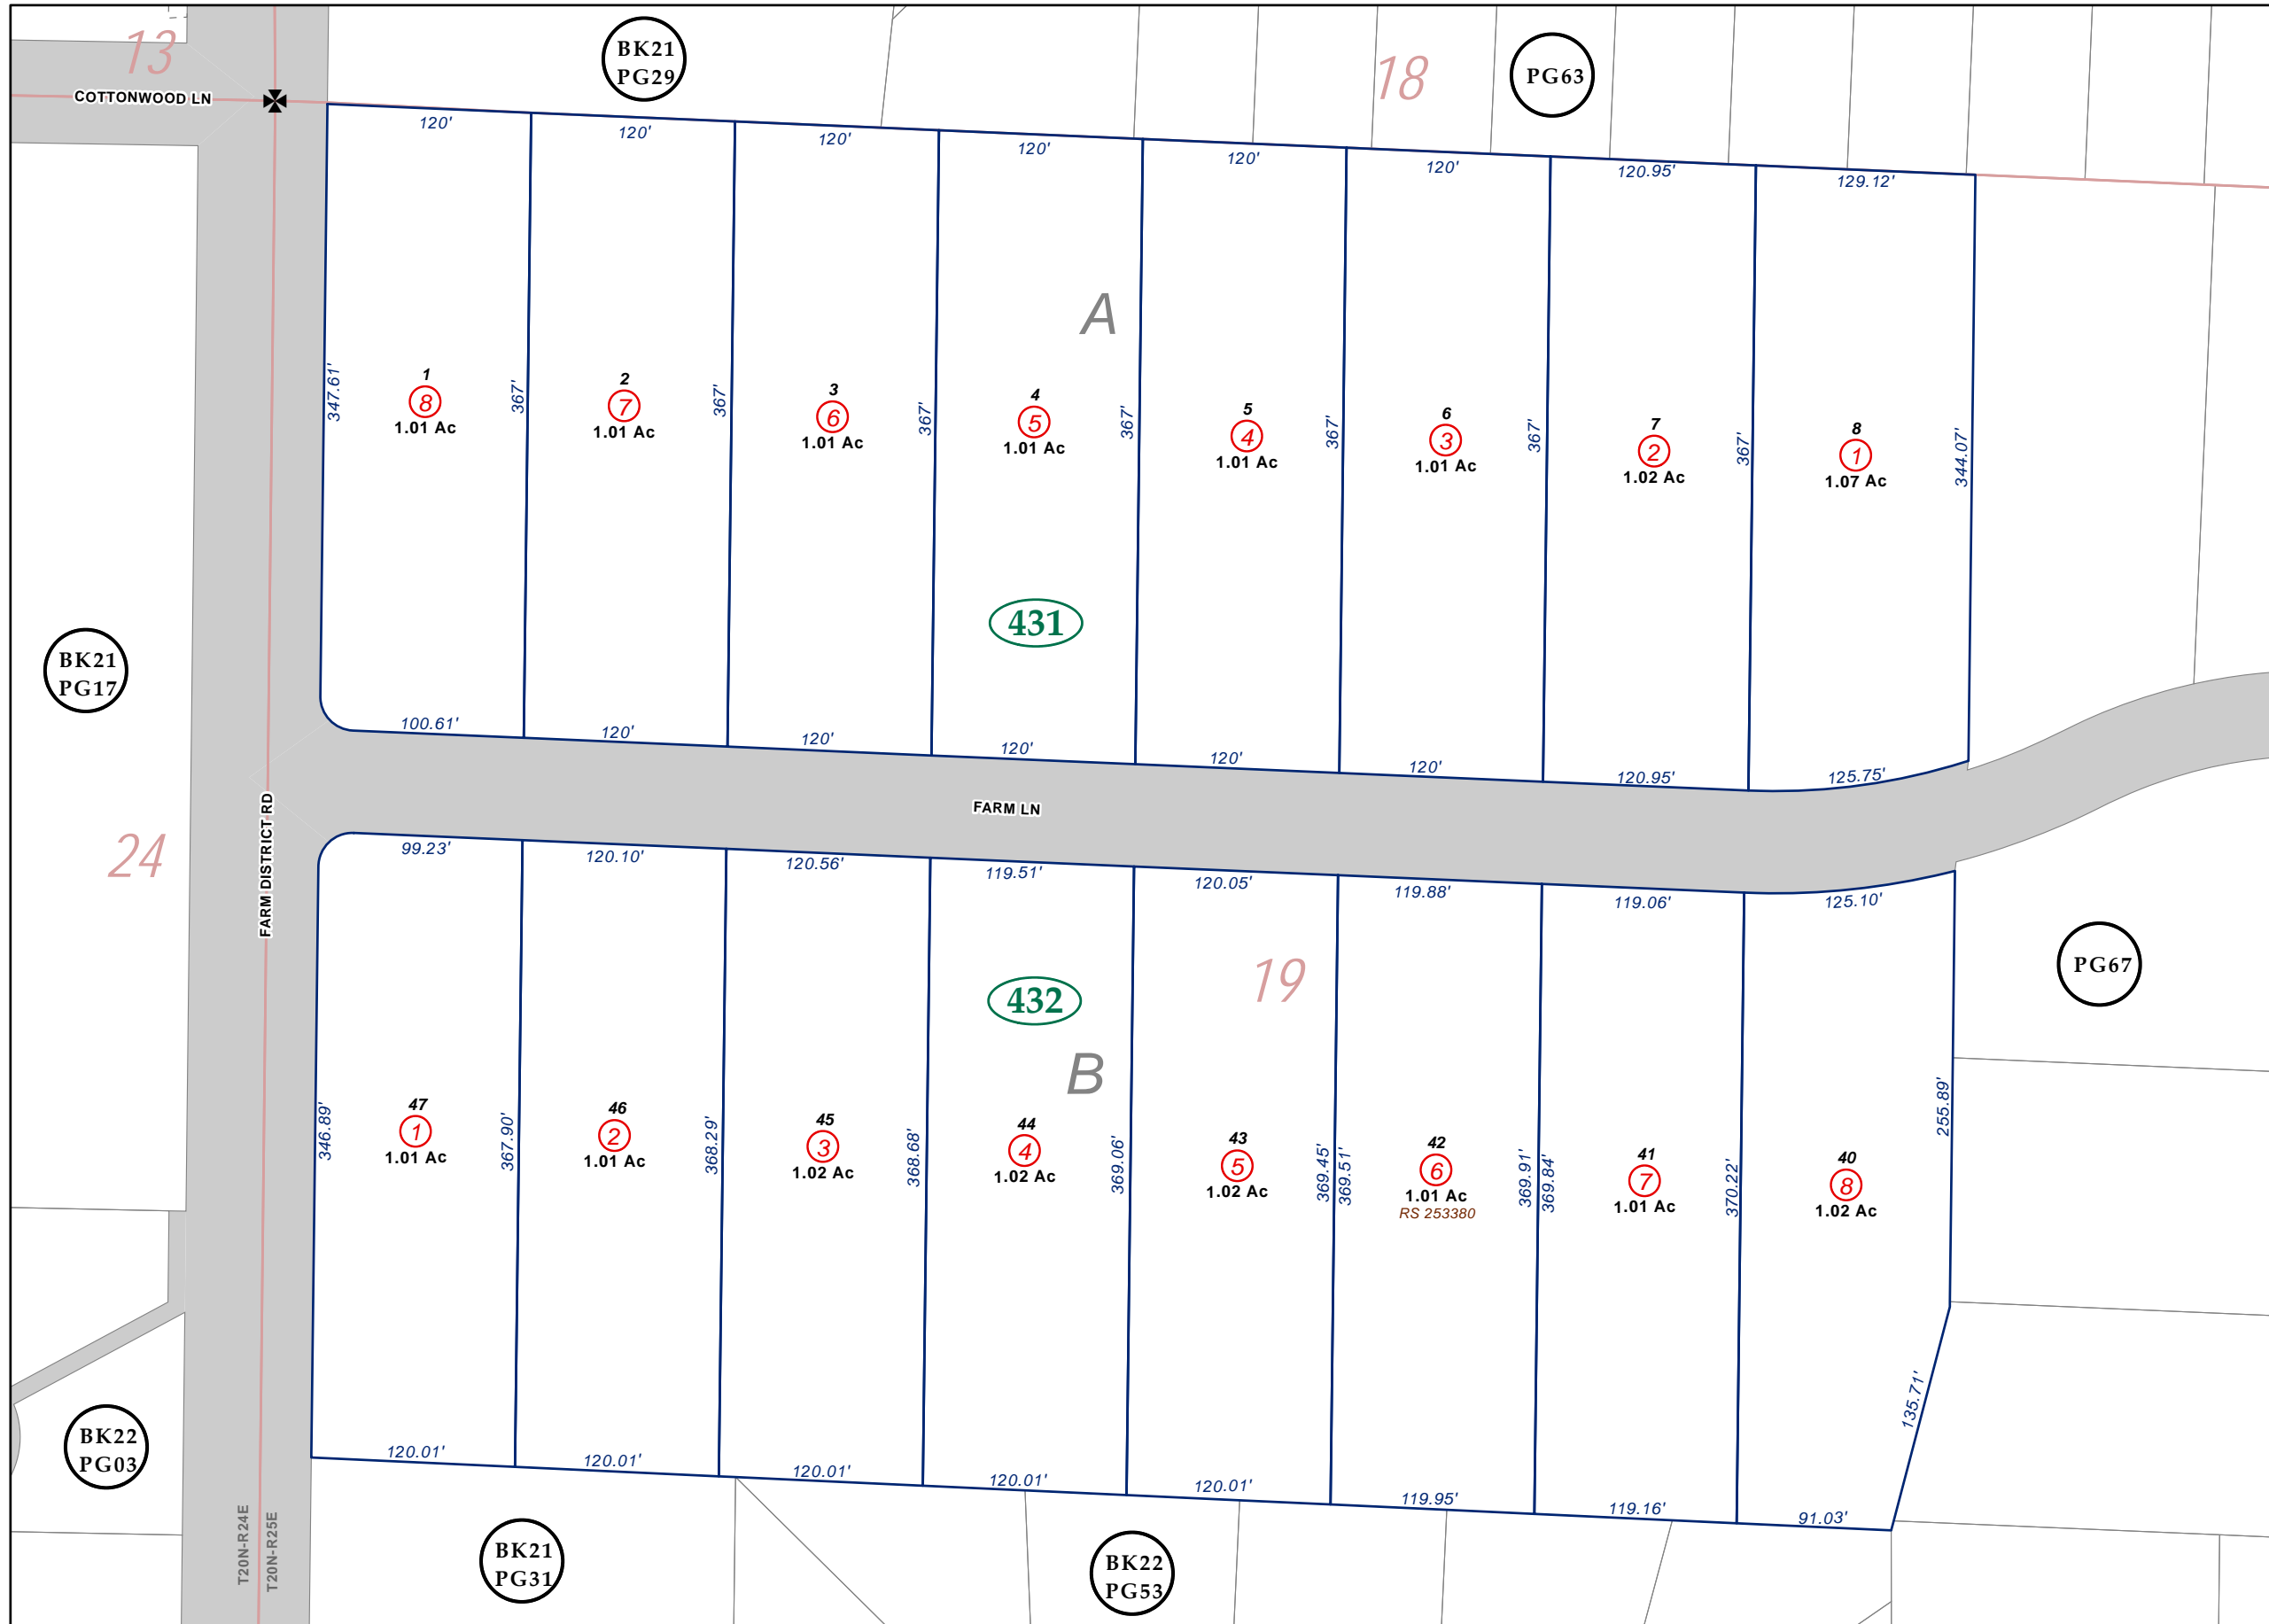 13
COTTONWOOD LN
BK21
PG29
18
PG63
120'
120'
120'
120'
120'
120'
120.95'
129.12'
A
347.61'
1
8
1.01 Ac
367'
2
7
1.01 Ac
367'
3
6
1.01 Ac
367'
4
5
1.01 Ac
367'
5
4
1.01 Ac
367'
6
3
1.01 Ac
367'
7
2
1.02 Ac
367'
8
1
1.07 Ac
344.07'
431
BK21
PG17
100.61'
120'
120'
120'
120'
120'
120.95'
125.75'
FARM LN
FARM DISTRICT RD
24
99.23'
120.10'
120.56'
119.51'
120.05'
119.88'
119.06'
125.10'
19
PG67
432
B
346.89'
47
1
1.01 Ac
367.90'
46
2
1.01 Ac
368.29'
45
3
1.02 Ac
368.68'
44
4
1.02 Ac
369.06'
43
5
1.02 Ac
369.45'
369.51'
42
6
1.01 Ac
RS 253380
369.91'
369.84'
41
7
1.01 Ac
370.22'
40
8
1.02 Ac
255.89'
135.71'
BK22
PG03
120.01'
120.01'
120.01'
120.01'
120.01'
119.95'
119.16'
91.03'
T20N-R24E
T20N-R25E
BK21
PG31
BK22
PG53